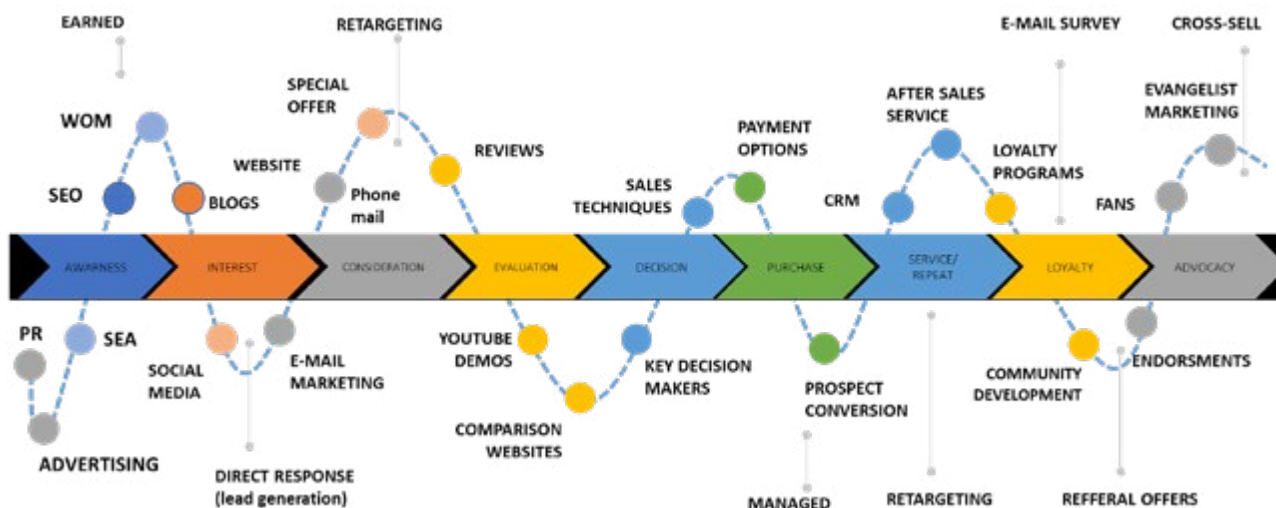 EARNED
RETARGETING
E-MAIL SURVEY
CROSS-SELL
SPECIAL
OFFER
AFTER SALES
SERVICE
EVANGELIST
MARKETING
WOM
PAYMENT
OPTIONS
WEBSITE
REVIEWS
LOYALTY
PROGRAMS
SEO
BLOGS
Phone
mail
SALES
TECHNIQUES
CRM
FANS
AWARNESS
INTEREST
CONSIDERATION
EVALUATION
DECISION
PURCHASE
SERVICE/
REPEAT
LOYALTY
ADVOCACY
PR
SEA
SOCIAL
MEDIA
E-MAIL
MARKETING
YOUTUBE
DEMOS
KEY DECISION
MAKERS
PROSPECT
CONVERSION
COMMUNITY
DEVELOPMENT
ENDORSMENTS
ADVERTISING
COMPARISON
WEBSITES
DIRECT RESPONSE
(lead generation)
MANAGED
RETARGETING
REFFERAL OFFERS